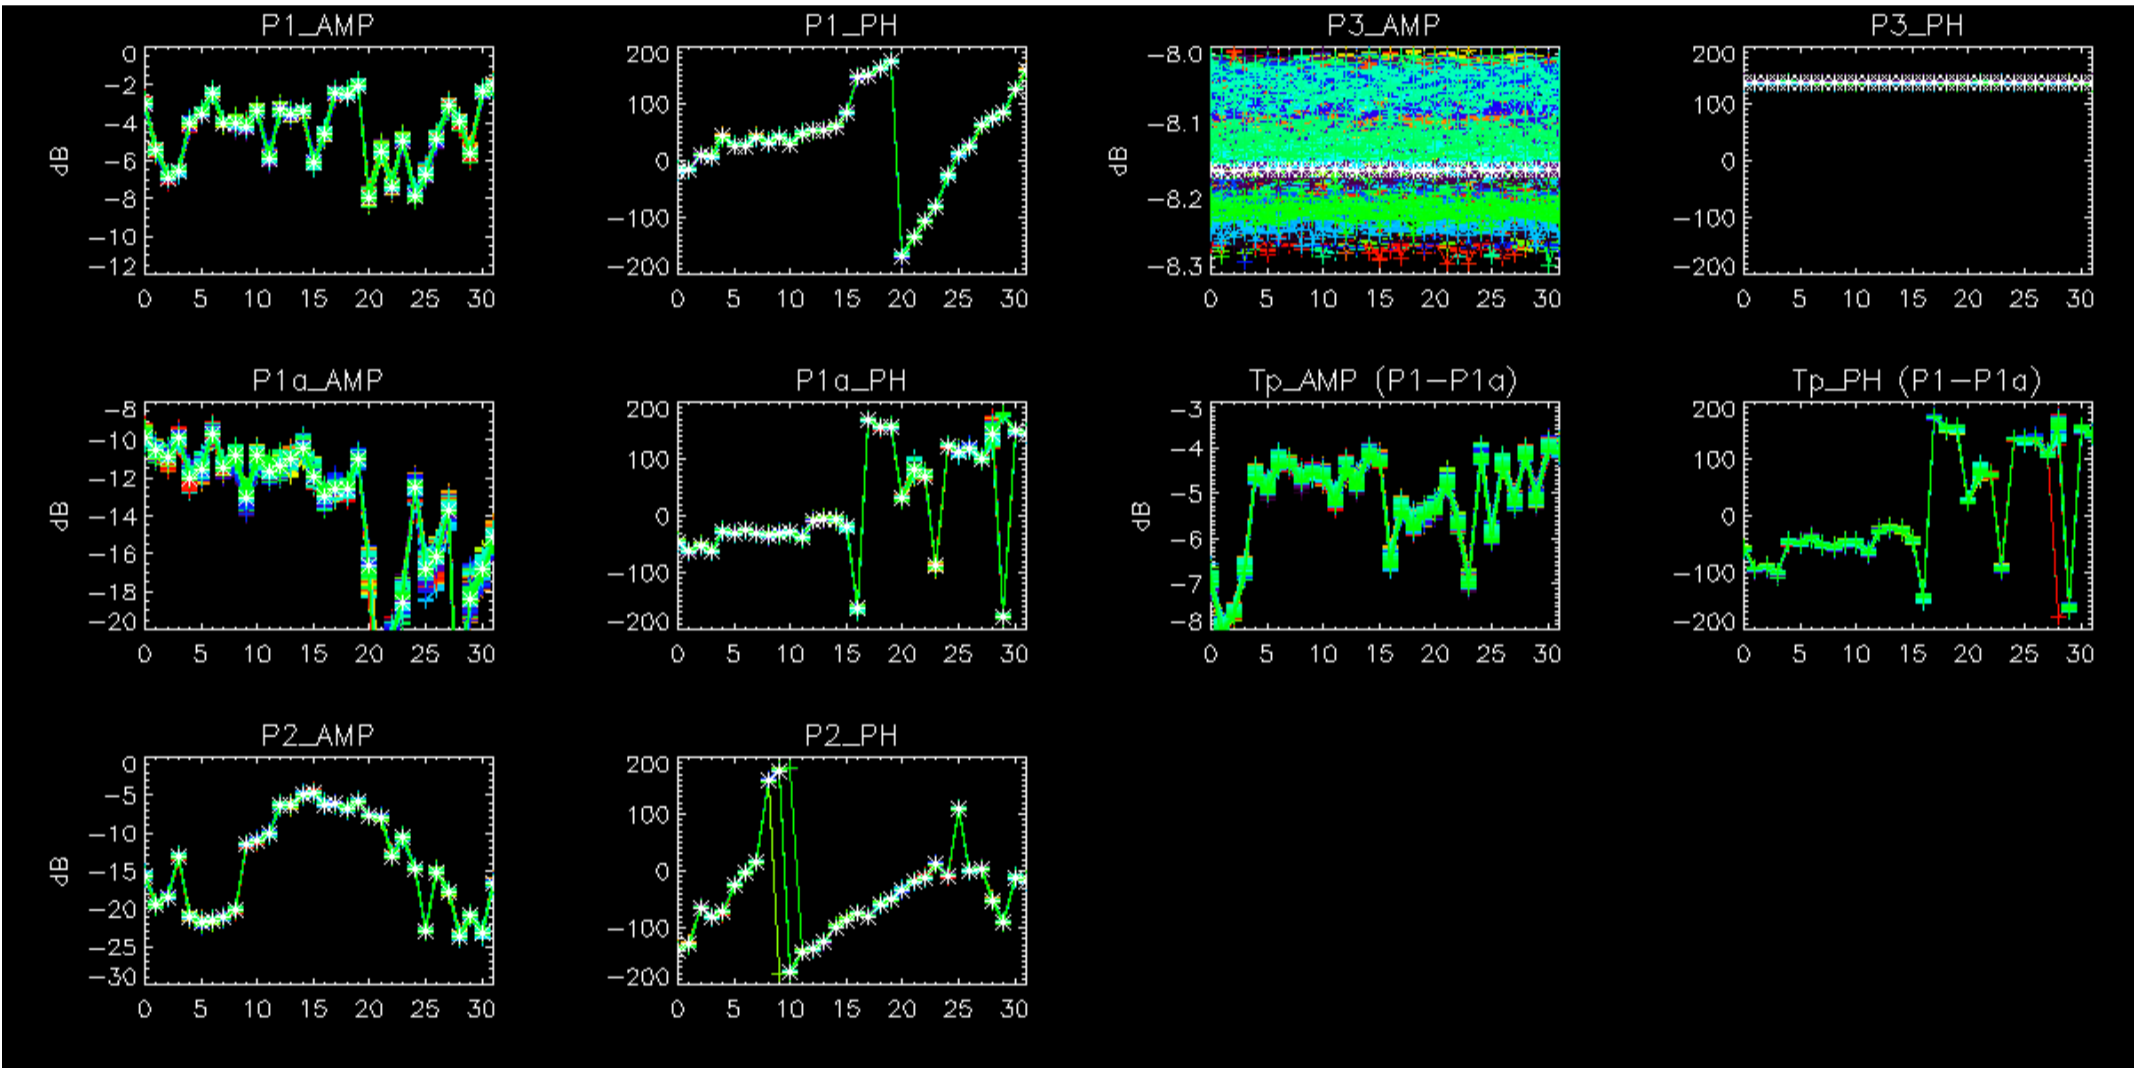 P1_AMP P1_PH P3_AMP P3_PH
0 200 -8.0 200
-2
-4 100 -8.1 100
dB -6 0 dB 0
-8 -100 -8.2 -100
-10
-12 -200 -8.3 -200
0 5 10 15 20 25 30 0 5 10 15 20 25 30 0 5 10 15 20 25 30 0 5 10 15 20 25 30
P1a_AMP P1a_PH Tp_AMP (P1-P1a) Tp_PH (P1-P1a)
-8 200 -3 200
-10 100 -4 100
-12
dB -14 0 dB -5 0
-16 -6
-18 -100 -7 -100
-20 -200 -8 -200
0 5 10 15 20 25 30 0 5 10 15 20 25 30 0 5 10 15 20 25 30 0 5 10 15 20 25 30
P2_AMP P2_PH
0 200
-5 100
-10
dB -15 0
-20 -100
-25
-30 -200
0 5 10 15 20 25 30 0 5 10 15 20 25 30